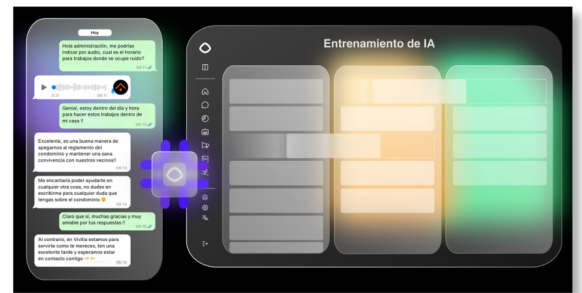 Hoy
Hola administración, me podrías
indicar por audio, cual es el horario
para trabajos donde se ocupe ruido?
Genial, estoy dentro del día y hora
para hacer estos trabajos dentro de
mi casa !!
Excelente, es una buena manera de
apegarnos al reglamento del
condominio y mantener una sana
convivencia con nuestros vecinos!!
Me encantaría poder ayudarte en
cualquier otra cosa, no dudes en
escribirme para cualquier duda que
tengas sobre el condominio
Claro que sí, muchas gracias y muy
amable por tus respuestas !!
Al contrario, en Vivitia estamos para
servirte como te mereces, ten una
excelente tarde y esperamos estar
en contacto contigo
Entrenamiento de IA